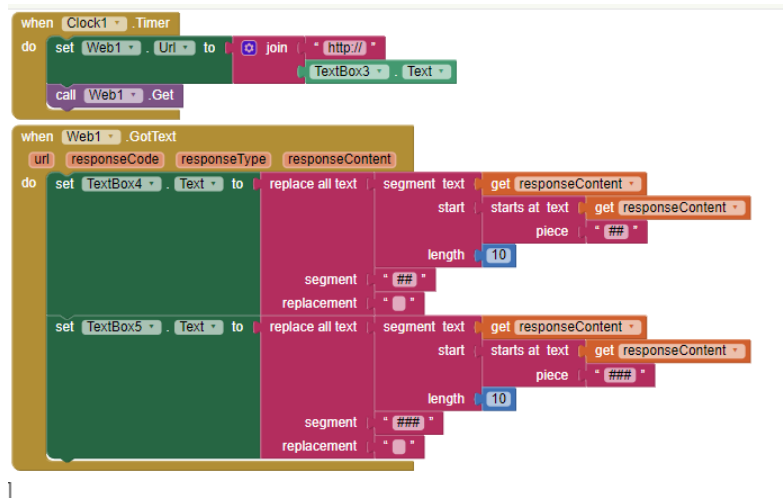 when Clock1 .Timer
do set Web1 . Url to join " http:// "
TextBox3 . Text
call Web1 .Get
when Web1 .GotText
url responseCode responseType responseContent
do set TextBox4 . Text to replace all text segment text get responseContent
start starts at text get responseContent
piece " ## "
length 10
segment " ## "
replacement " "
set TextBox5 . Text to replace all text segment text get responseContent
start starts at text get responseContent
piece " ### "
length 10
segment " ### "
replacement " "
]